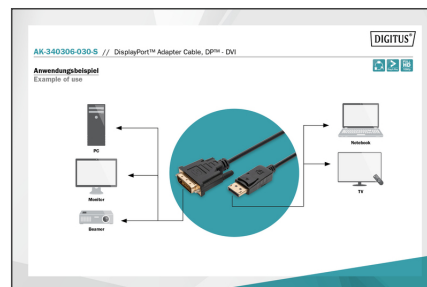 DIGITUS®
AK-340306-030-S // DisplayPort™ Adapter Cable, DP™ - DVI
Anwendungsbeispiel
Example of use
PC
Notebook
Monitor
TV
Beamer